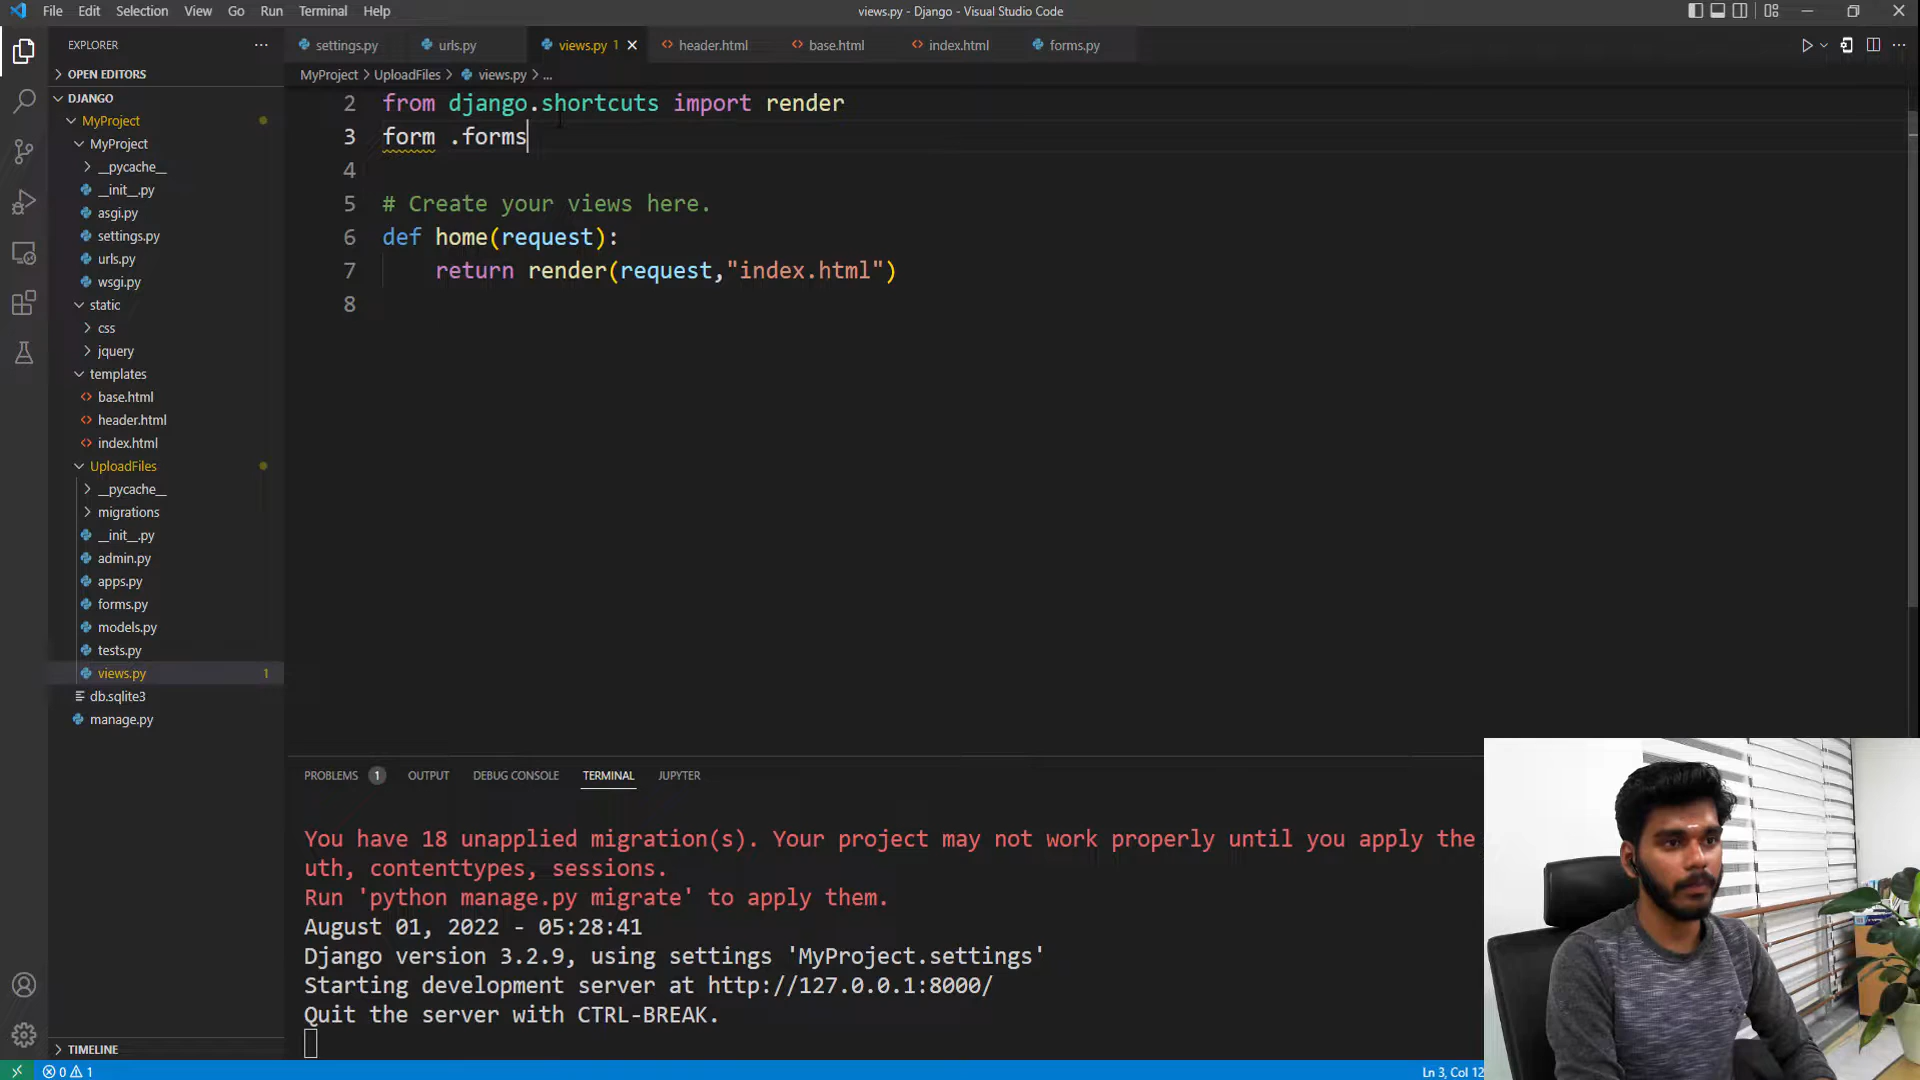 File Edit Selection View Go Run Terminal Help
views.py - Django - Visual Studio Code
EXPLORER
settings.py urls.py views.py 1 header.html base.html index.html forms.py
OPEN EDITORS
MyProject UploadFiles views.py ...
DJANGO
MyProject
MyProject
__pycache__
__init__.py
asgi.py
settings.py
urls.py
wsgi.py
static
css
jquery
templates
base.html
header.html
index.html
UploadFiles
__pycache__
migrations
__init__.py
admin.py
apps.py
forms.py
models.py
tests.py
views.py 1
db.sqlite3
manage.py
TIMELINE
2 from django.shortcuts import render
3 form .forms
4
5 # Create your views here.
6 def home(request):
7 return render(request,"index.html")
8
PROBLEMS 1 OUTPUT DEBUG CONSOLE TERMINAL JUPYTER
You have 18 unapplied migration(s). Your project may not work properly until you apply the
uth, contenttypes, sessions.
Run 'python manage.py migrate' to apply them.
August 01, 2022 - 05:28:41
Django version 3.2.9, using settings 'MyProject.settings'
Starting development server at http://127.0.0.1:8000/
Quit the server with CTRL-BREAK.
0 1
Ln 3, Col 12